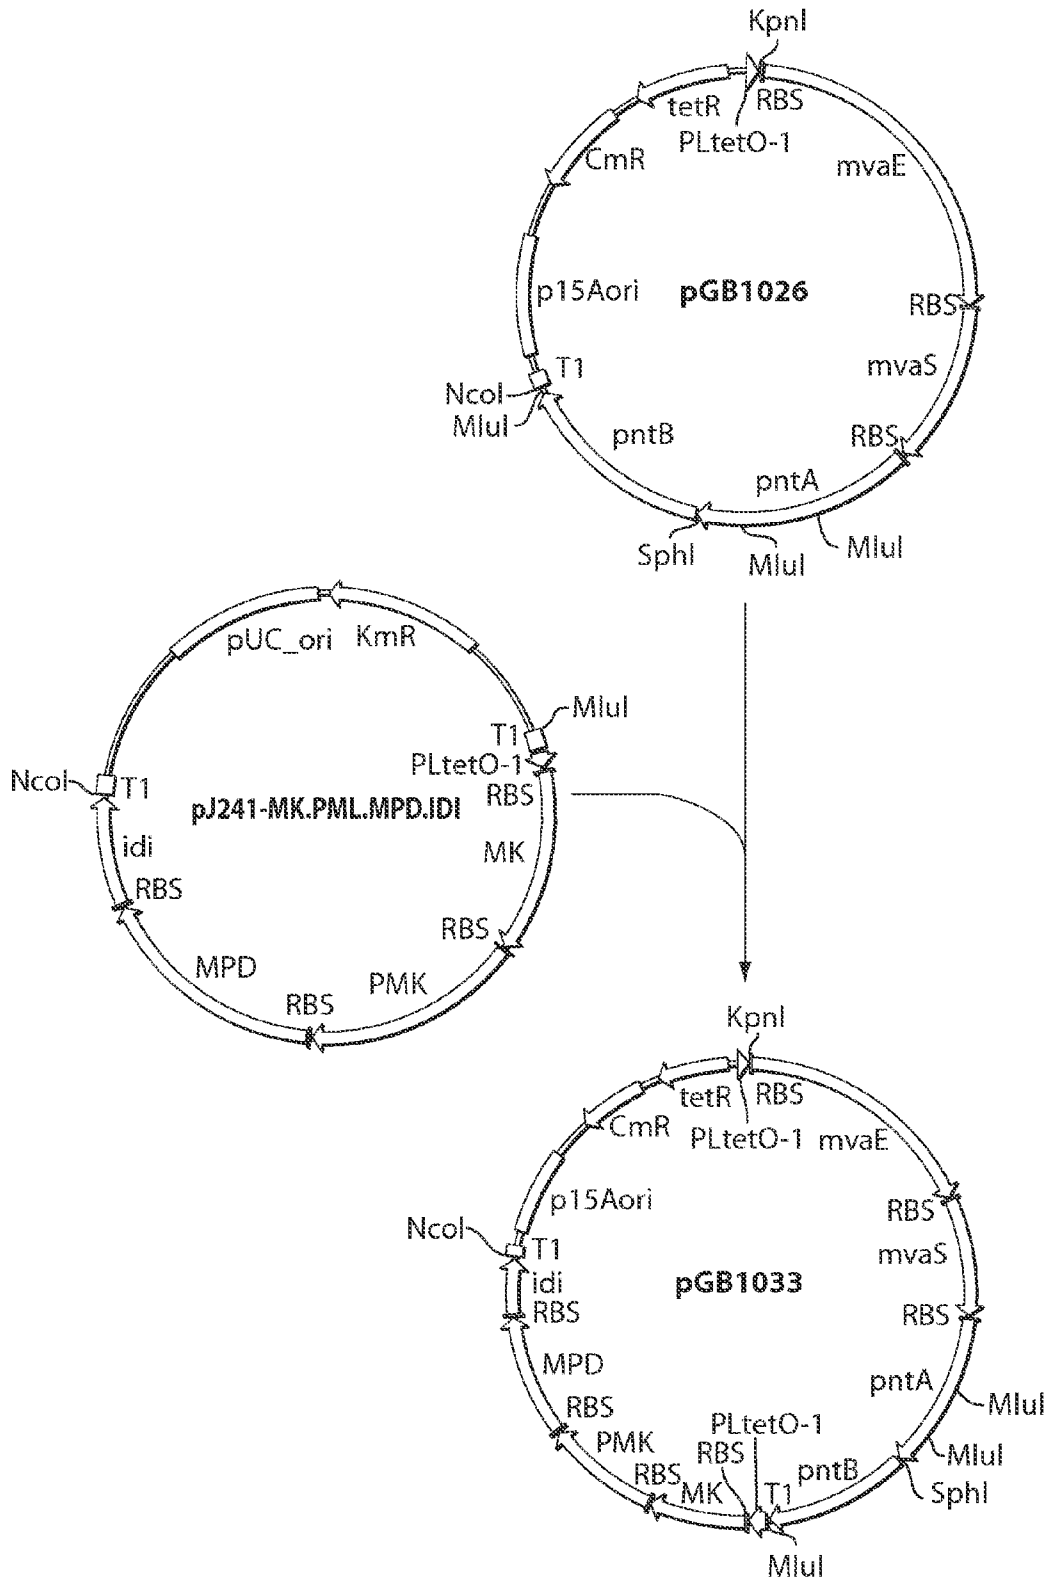 KpnI
tetR
RBS
PLtetO-1
CmR
mvaE
p15Aori
pGB1026
RBS
T1
mvaS
NcoI
MluI
pntB
RBS
pntA
SphI
MluI
MluI
pUC_ori
KmR
MluI
T1
PLtetO-1
NcoI
T1
RBS
pJ241-MK.PML.MPD.IDI
idi
MK
RBS
RBS
MPD
PMK
RBS
KpnI
tetR
RBS
CmR
PLtetO-1
mvaE
p15Aori
RBS
NcoI
T1
mvaS
idi
pGB1033
RBS
RBS
MPD
pntA
MluI
RBS
PLtetO-1
PMK
RBS
MluI
RBS
pntB
MK
T1
SphI
MluI